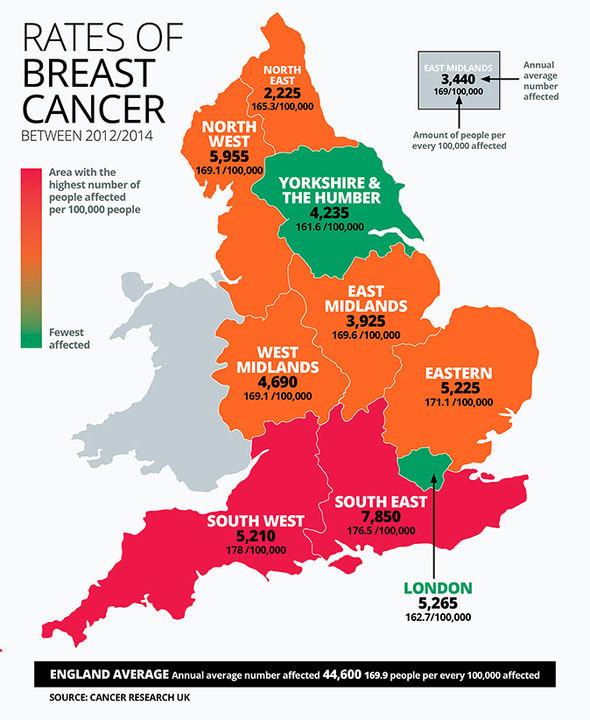 RATES OF
BREAST
CANCER
BETWEEN 2012/2014
Area with the
highest number of
people affected
per 100,000 people
Fewest
affected
EAST MIDLANDS
3,440
169/100,000
Annual
average
number
affected
Amount of people per
every 100,000 affected
NORTH
EAST
2,225
165.3/100,000
NORTH
WEST
5,955
169.1/100,000
YORKSHIRE &
THE HUMBER
4,235
161.6 /100,000
EAST
MIDLANDS
3,925
169.6/100,000
WEST
MIDLANDS
4,690
169.1/100,000
EASTERN
5,225
171.1/100,000
SOUTH EAST
7,850
176.5/100,000
SOUTH WEST
5,210
178 /100,000
LONDON
5,265
162.7/100,000
ENGLAND AVERAGE Annual average number affected 44,600 169.9 people per every 100,000 affected
SOURCE: CANCER RESEARCH UK